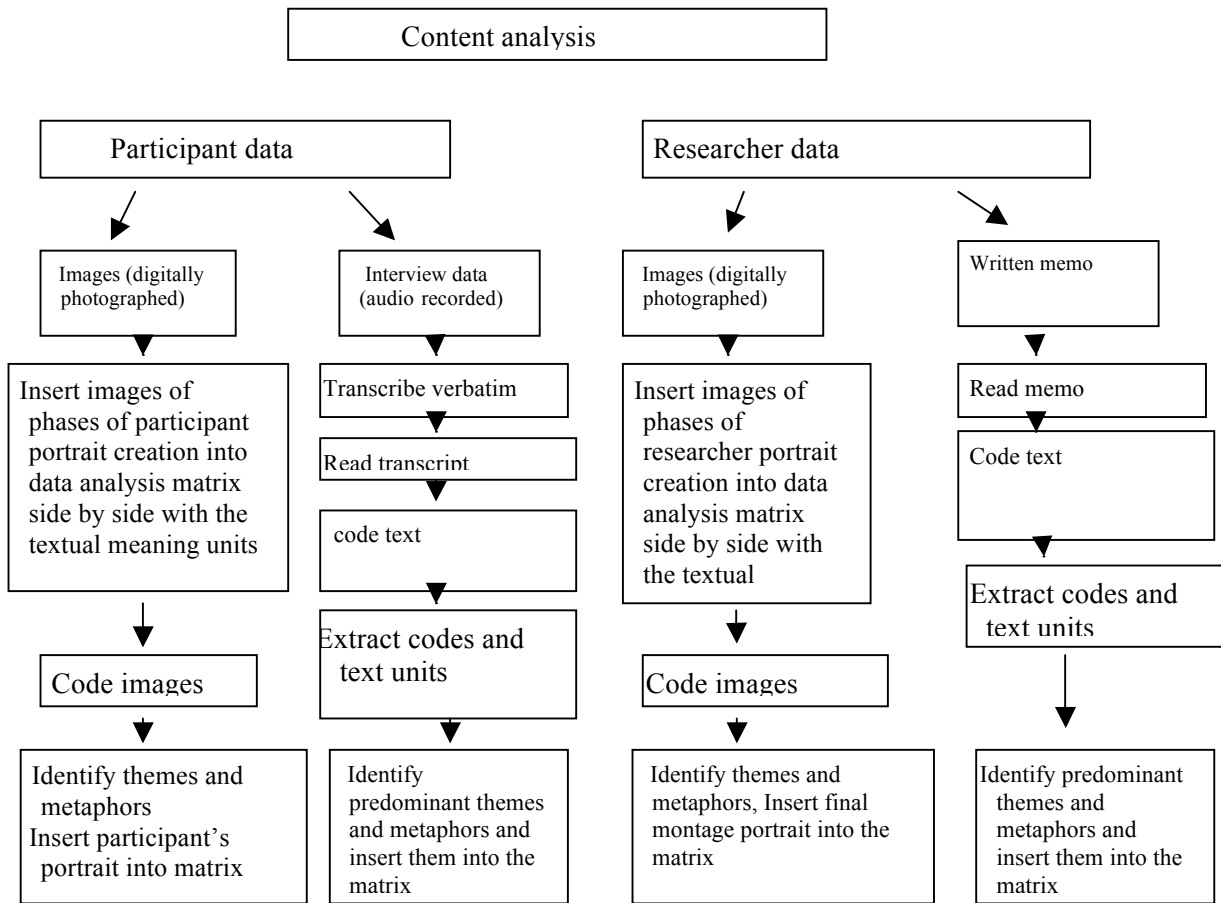 Content analysis
Participant data
Researcher data
Images (digitally
photographed)
Interview data
(audio recorded)
Images (digitally
photographed)
Written memo
Insert images of
phases of participant
portrait creation into
data analysis matrix
side by side with the
textual meaning units
Transcribe verbatim
Read transcript
code text
Extract codes and
text units
Insert images of
phases of
researcher portrait
creation into data
analysis matrix
side by side with
the textual
Read memo
Code text
Extract codes and
text units
Code images
Code images
Identify themes and
metaphors
Insert participant’s
portrait into matrix
Identify
predominant themes
and metaphors and
insert them into the
matrix
Identify themes and
metaphors, Insert final
montage portrait into the
matrix
Identify predominant
themes and
metaphors and
insert them into the
matrix